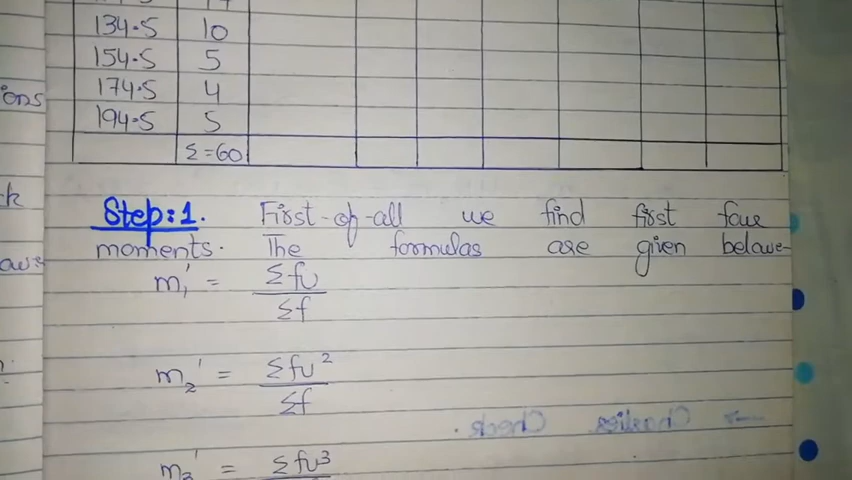 134.5 10
154.5 5
174.5 4
194.5 5
Σ=60
ions
Step:1. First-of-all we find first four
moments. The formulas are given below-
m₁' = Σfu
Σf
m₂' = Σfu²
Σf
m₃' = Σfu³